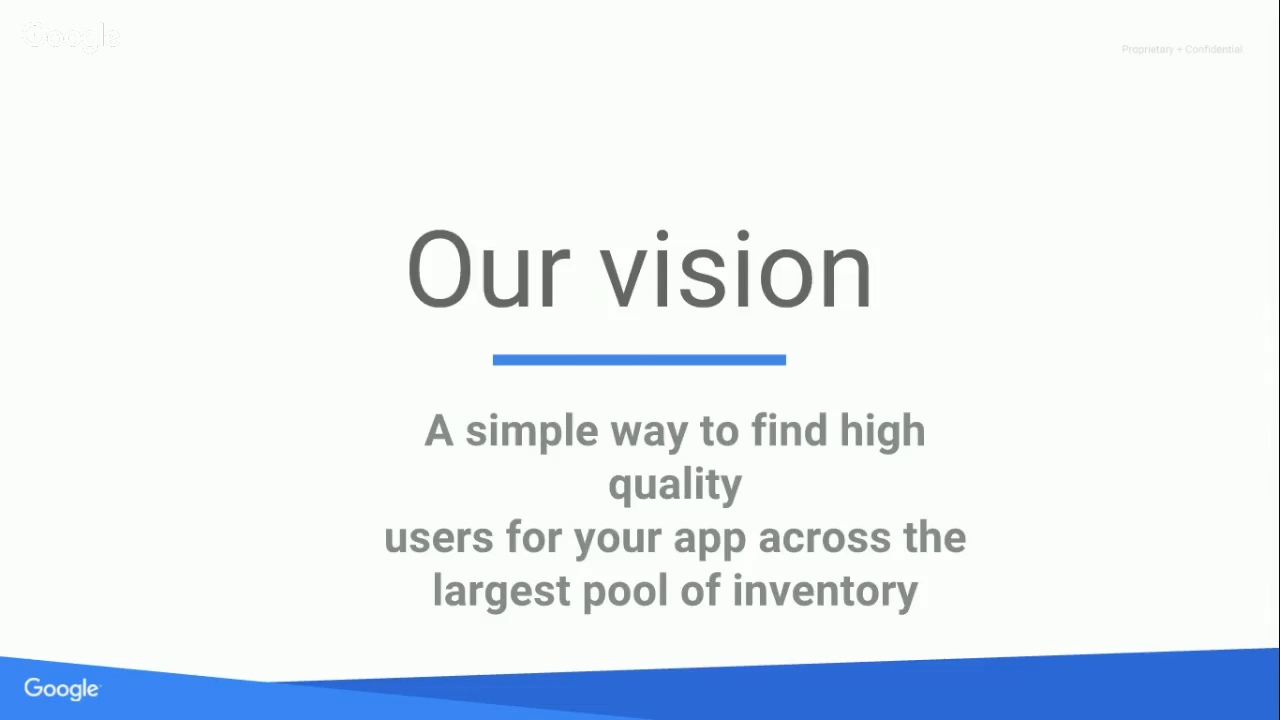 Google
Proprietary + Confidential
Our vision
A simple way to find high
quality
users for your app across the
largest pool of inventory
Google